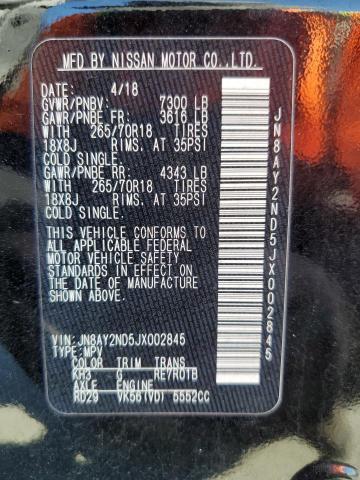 MFD BY NISSAN MOTOR CO.,LTD.
DATE: 4/18
GVWR/PNBV: 7300 LB
GAWR/PNBE FR: 3616 LB
WITH 265/70R18 TIRES
18X8J RIMS, AT 35PSI
COLD SINGLE.
GAWR/PNBE RR: 4343 LB
WITH 265/70R18 TIRES
18X8J RIMS, AT 35PSI
COLD SINGLE.
THIS VEHICLE CONFORMS TO
ALL APPLICABLE FEDERAL
MOTOR VEHICLE SAFETY
STANDARDS IN EFFECT ON
THE DATE OF MANUFACTURE
SHOWN ABOVE.
VIN: JN8AY2ND5JX002845
TYPE: MPV
COLOR TRIM TRANS
KH3 G RE7R01B
AXLE ENGINE
RD29 VK56(VD) 5552CC
JN8AY2ND5JX002845